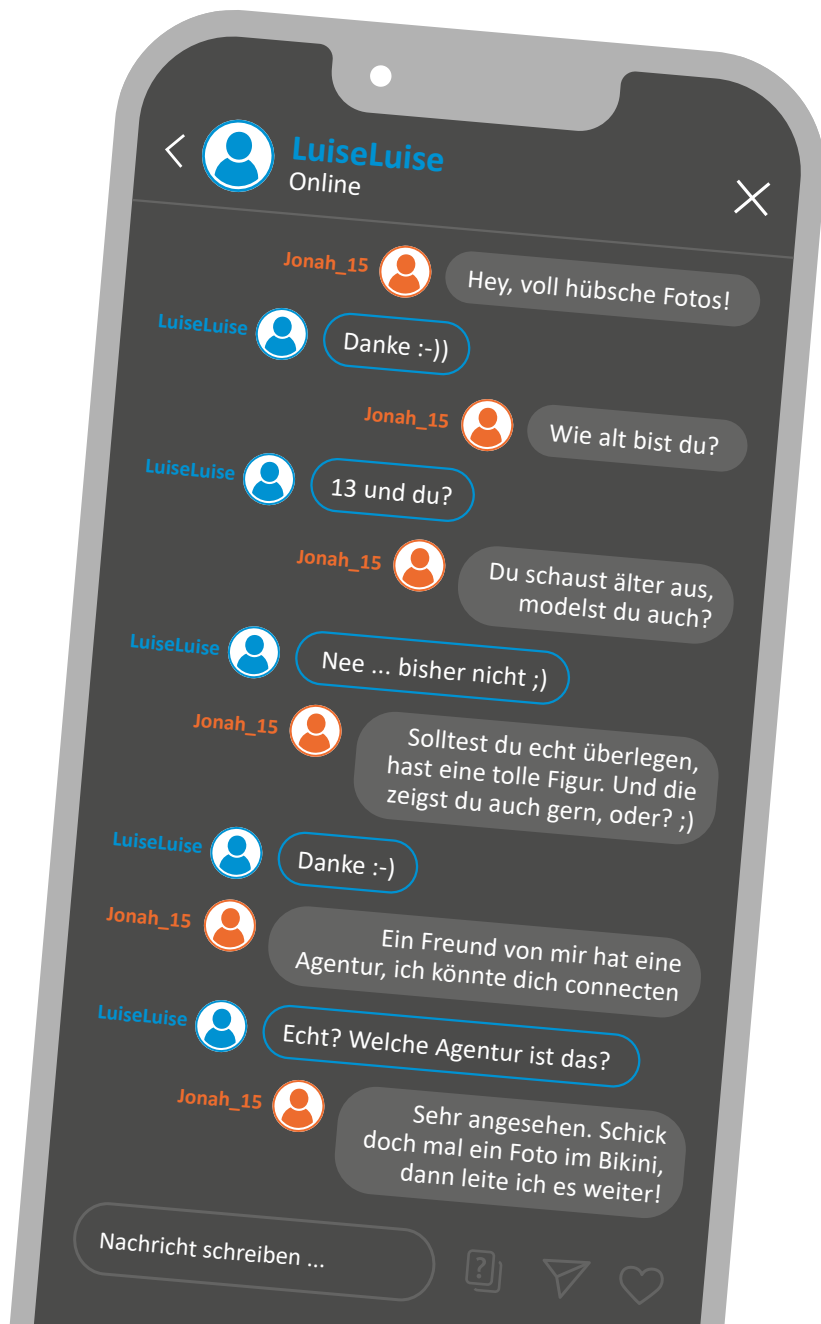 LuiseLuise
Online
Jonah_15
Hey, voll hübsche Fotos!
LuiseLuise
Danke :-))
Jonah_15
Wie alt bist du?
LuiseLuise
13 und du?
Jonah_15
Du schaust älter aus,
modelst du auch?
LuiseLuise
Nee ... bisher nicht ;)
Jonah_15
Solltest du echt überlegen,
hast eine tolle Figur. Und die
zeigst du auch gern, oder? ;)
LuiseLuise
Danke :-)
Jonah_15
Ein Freund von mir hat eine
Agentur, ich könnte dich connecten
LuiseLuise
Echt? Welche Agentur ist das?
Jonah_15
Sehr angesehen. Schick
doch mal ein Foto im Bikini,
dann leite ich es weiter!
Nachricht schreiben ...
?